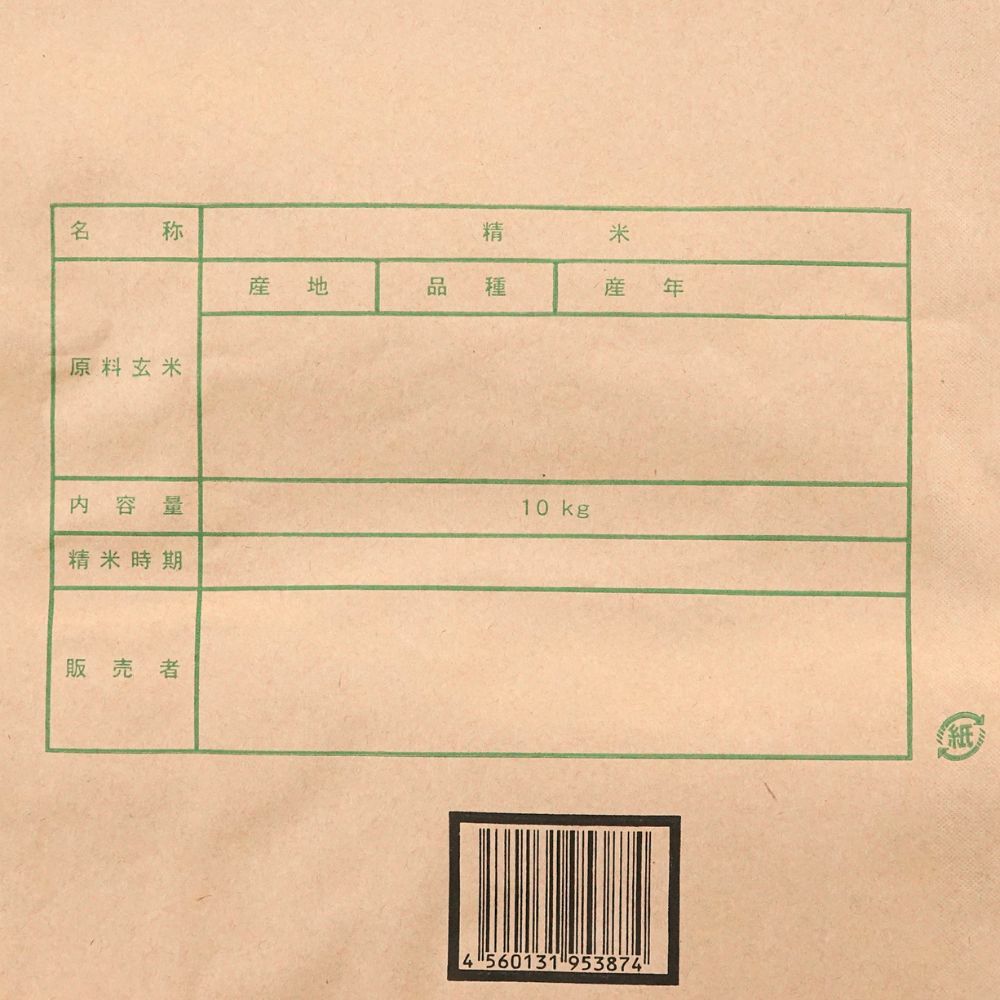 名称 精米
産地 品種 産年
原料玄米
内容量 10 kg
精米時期
販売者
紙
4 560131 953874